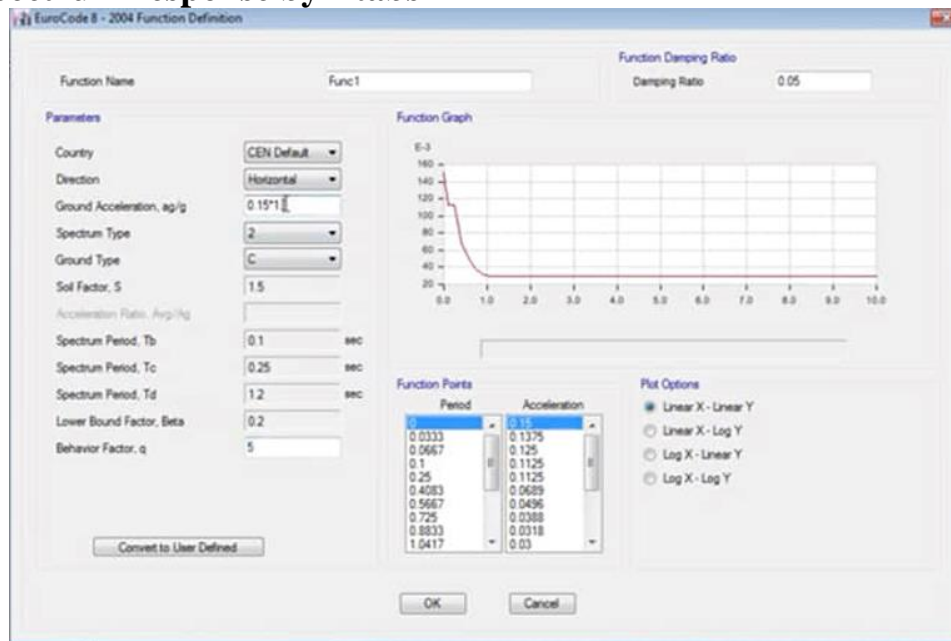 EuroCode 8 - 2004 Function Definition
Function Name
Func1
Function Damping Ratio
Damping Ratio
0.05
Parameters
Country
CEN Default
Direction
Horizontal
Ground Acceleration, ag/g
0.15*1
Spectrum Type
2
Ground Type
C
Soil Factor, S
1.5
Acceleration Ratio, Avg/Ag
Spectrum Period, Tb
0.1
sec
Spectrum Period, Tc
0.25
sec
Spectrum Period, Td
1.2
sec
Lower Bound Factor, Beta
0.2
Behavior Factor, q
5
Convert to User Defined
Function Graph
E-3
160
140
120
100
80
60
40
20
0.0 1.0 2.0 3.0 4.0 5.0 6.0 7.0 8.0 9.0 10.0
Function Points
Period Acceleration
0 0.15
0.0333 0.1375
0.0667 0.125
0.1 0.1125
0.25 0.1125
0.4083 0.0689
0.5667 0.0496
0.725 0.0388
0.8833 0.0318
1.0417 0.03
Plot Options
Linear X - Linear Y
Linear X - Log Y
Log X - Linear Y
Log X - Log Y
OK
Cancel